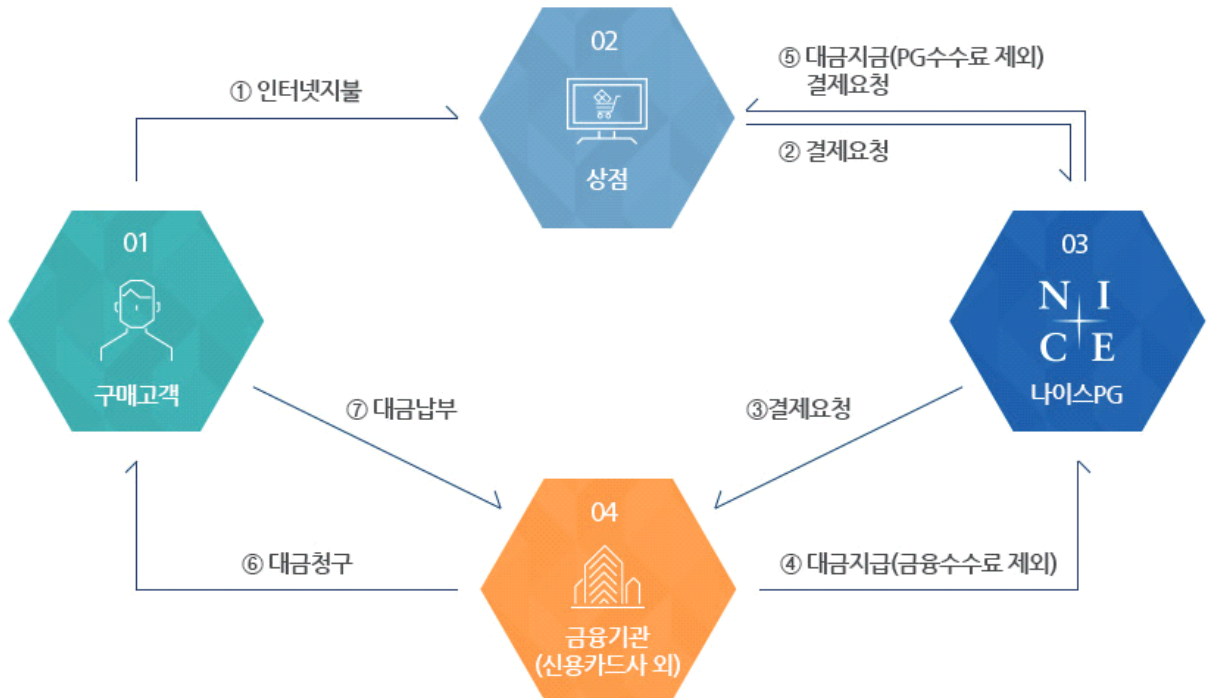 02
⑤ 대금지금(PG수수료 제외)
결제요청
① 인터넷지불
② 결제요청
상점
01
03
N I
C E
구매고객
나이스PG
⑦ 대금납부
③결제요청
04
⑥ 대금청구
④ 대금지급(금융수수료 제외)
금융기관
(신용카드사 외)